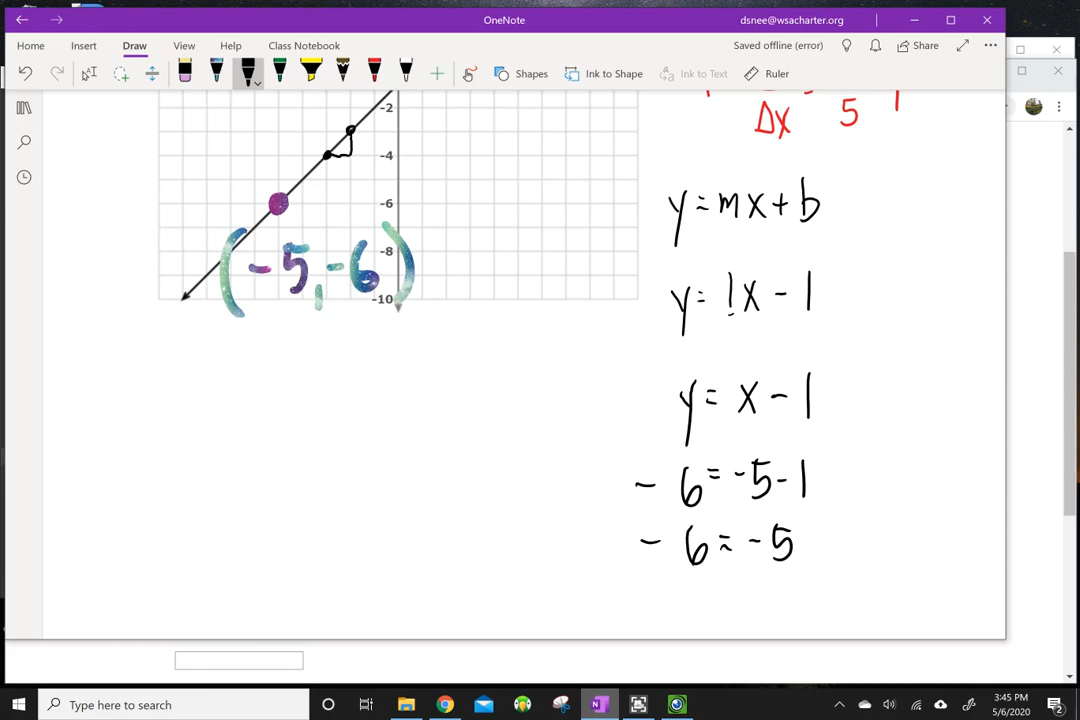 OneNote
dsnee@wsacharter.org
Home Insert Draw View Help Class Notebook
Saved offline (error) Share
Shapes Ink to Shape Ink to Text Ruler
-2
-4
-6
-8
-10
(-5,-6)
Δx 5
y=mx+b
y=1x-1
y=x-1
-6=-5-1
-6=-5
Type here to search
3:45 PM
5/6/2020
2